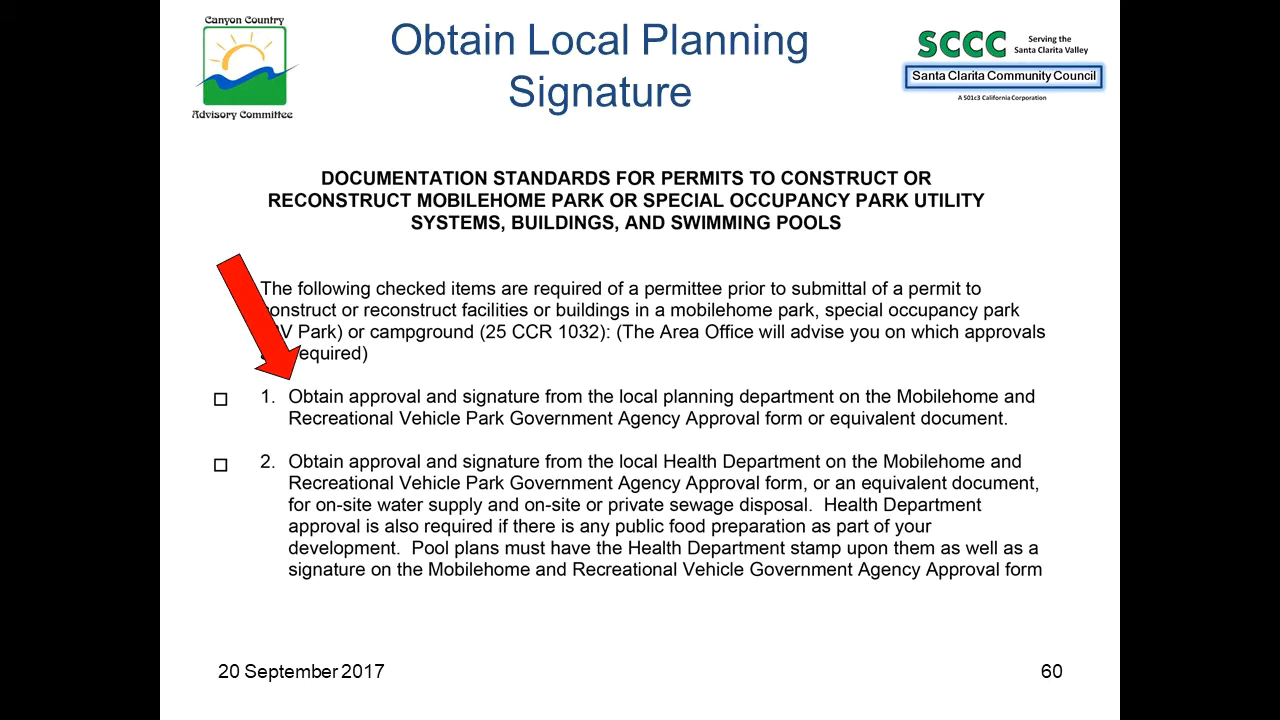 Canyon Country
Advisory Committee
Obtain Local Planning
Signature
SCCC
Serving the
Santa Clarita Valley
Santa Clarita Community Council
A 501c3 California Corporation
DOCUMENTATION STANDARDS FOR PERMITS TO CONSTRUCT OR
RECONSTRUCT MOBILEHOME PARK OR SPECIAL OCCUPANCY PARK UTILITY
SYSTEMS, BUILDINGS, AND SWIMMING POOLS
The following checked items are required of a permittee prior to submittal of a permit to
construct or reconstruct facilities or buildings in a mobilehome park, special occupancy park
V Park) or campground (25 CCR 1032): (The Area Office will advise you on which approvals
required)
1. Obtain approval and signature from the local planning department on the Mobilehome and
Recreational Vehicle Park Government Agency Approval form or equivalent document.
2. Obtain approval and signature from the local Health Department on the Mobilehome and
Recreational Vehicle Park Government Agency Approval form, or an equivalent document,
for on-site water supply and on-site or private sewage disposal. Health Department
approval is also required if there is any public food preparation as part of your
development. Pool plans must have the Health Department stamp upon them as well as a
signature on the Mobilehome and Recreational Vehicle Government Agency Approval form
20 September 2017
60